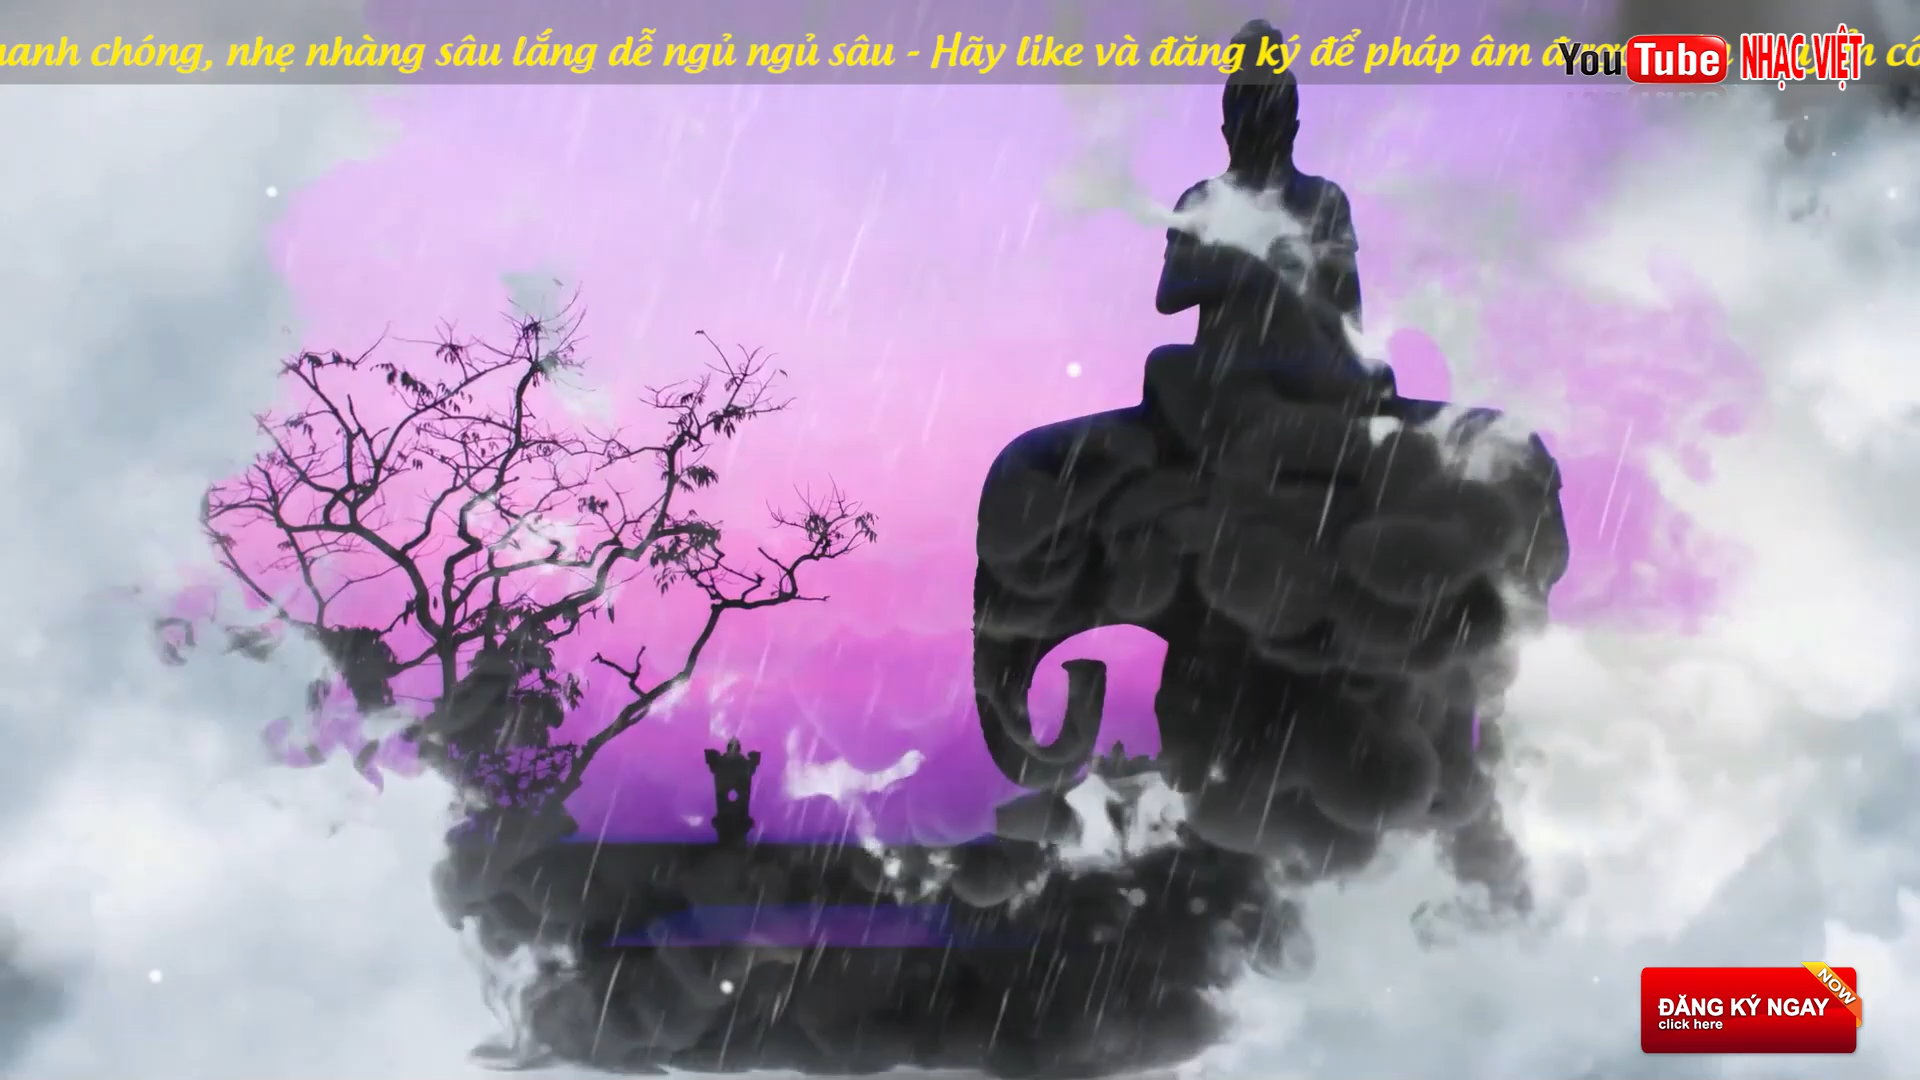 chóng, nhẹ nhàng sâu lắng dễ ngủ ngủ sâu - Hãy like và đăng ký để pháp âm
YouTube NHẠC VIỆT
ĐĂNG KÝ NGAY
NOW
click here